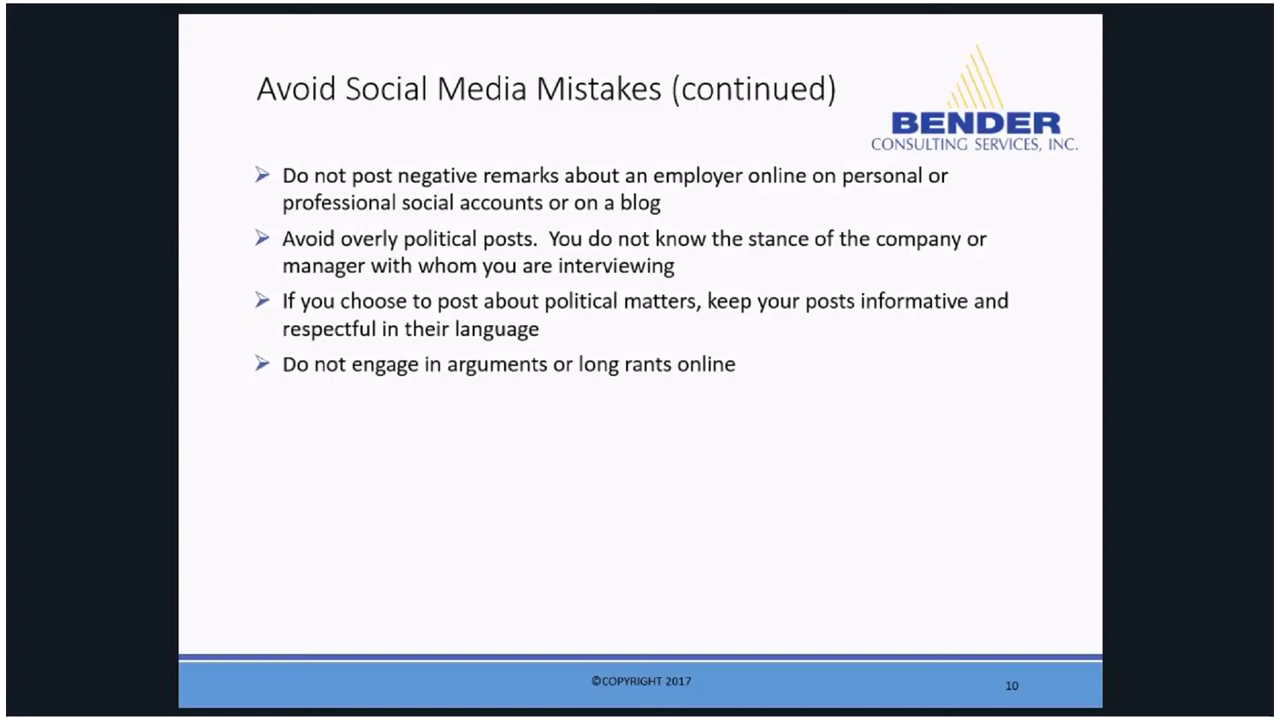 Avoid Social Media Mistakes (continued)
BENDER
CONSULTING SERVICES, INC.
Do not post negative remarks about an employer online on personal or
professional social accounts or on a blog
Avoid overly political posts.  You do not know the stance of the company or
manager with whom you are interviewing
If you choose to post about political matters, keep your posts informative and
respectful in their language
Do not engage in arguments or long rants online
©COPYRIGHT 2017
10